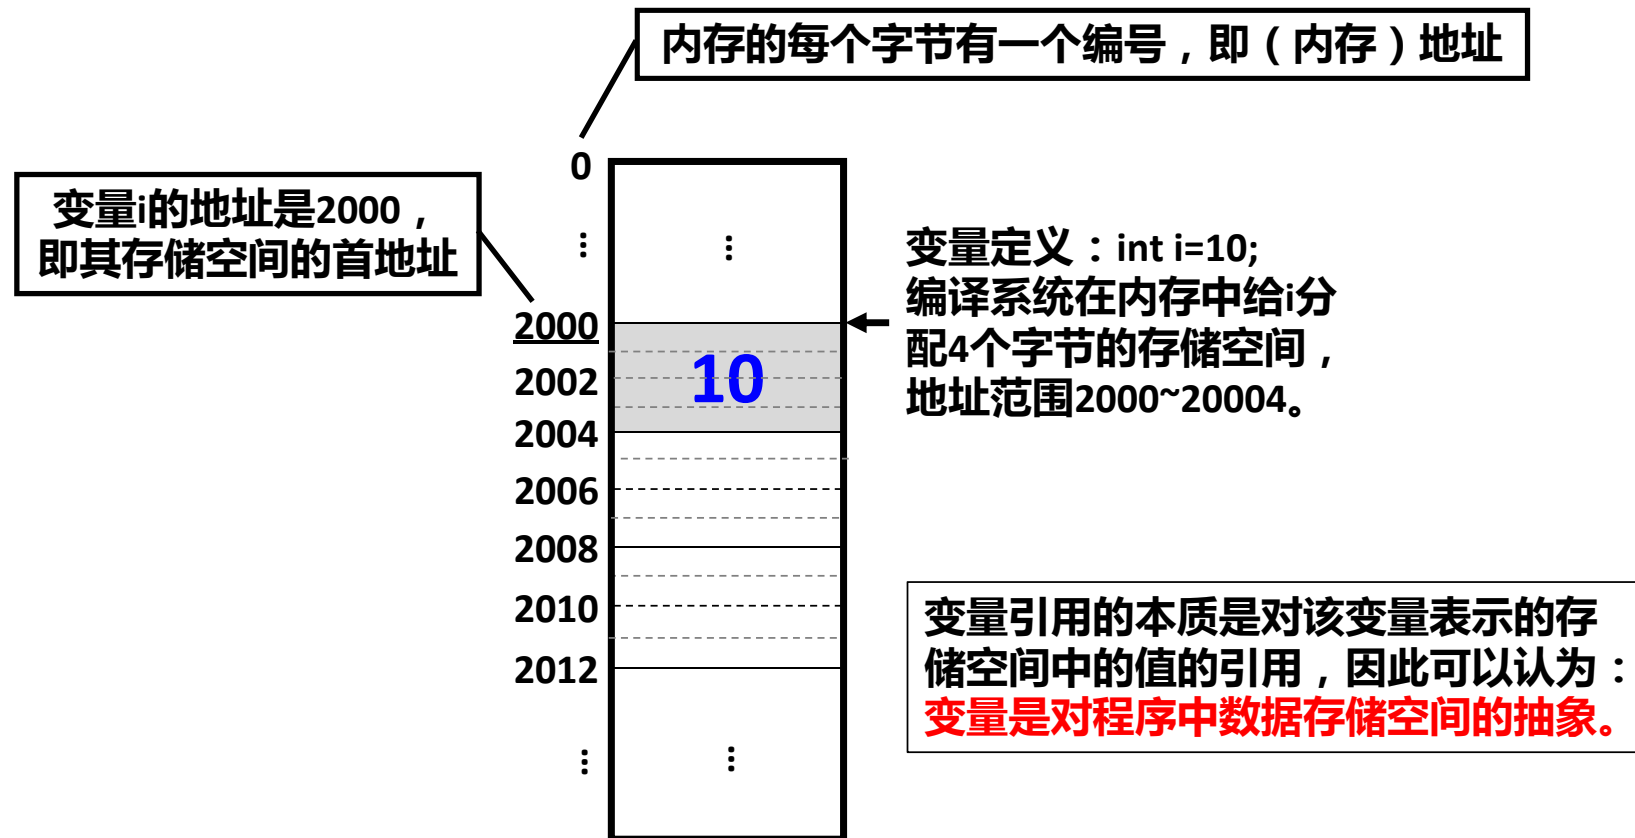 内存的每个字节有一个编号，即（内存）地址
0
变量i的地址是2000，
即其存储空间的首地址
⋮
⋮
变量定义：int i=10;
编译系统在内存中给i分
配4个字节的存储空间，
地址范围2000~20004。
2000
2002
10
2004
2006
2008
2010
2012
变量引用的本质是对该变量表示的存
储空间中的值的引用，因此可以认为：
变量是对程序中数据存储空间的抽象。
⋮
⋮